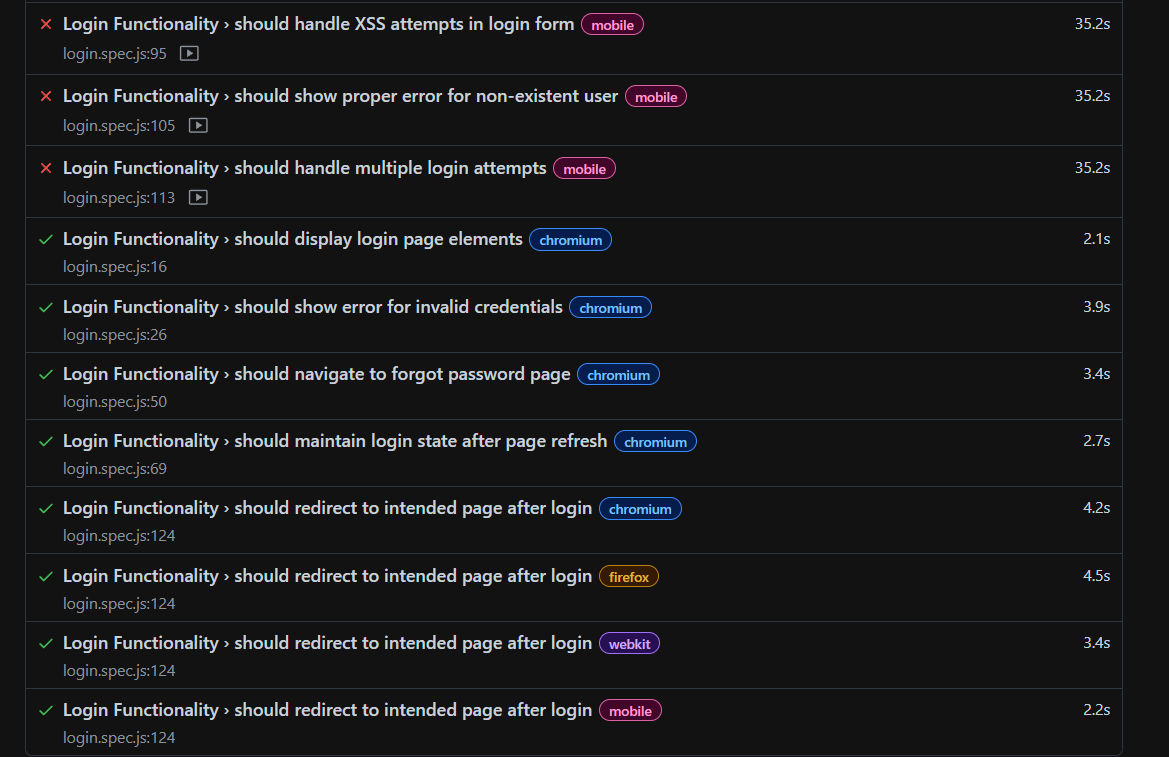 Login Functionality › should handle XSS attempts in login form mobile 35.2s
login.spec.js:95
Login Functionality › should show proper error for non-existent user mobile 35.2s
login.spec.js:105
Login Functionality › should handle multiple login attempts mobile 35.2s
login.spec.js:113
Login Functionality › should display login page elements chromium 2.1s
login.spec.js:16
Login Functionality › should show error for invalid credentials chromium 3.9s
login.spec.js:26
Login Functionality › should navigate to forgot password page chromium 3.4s
login.spec.js:50
Login Functionality › should maintain login state after page refresh chromium 2.7s
login.spec.js:69
Login Functionality › should redirect to intended page after login chromium 4.2s
login.spec.js:124
Login Functionality › should redirect to intended page after login firefox 4.5s
login.spec.js:124
Login Functionality › should redirect to intended page after login webkit 3.4s
login.spec.js:124
Login Functionality › should redirect to intended page after login mobile 2.2s
login.spec.js:124